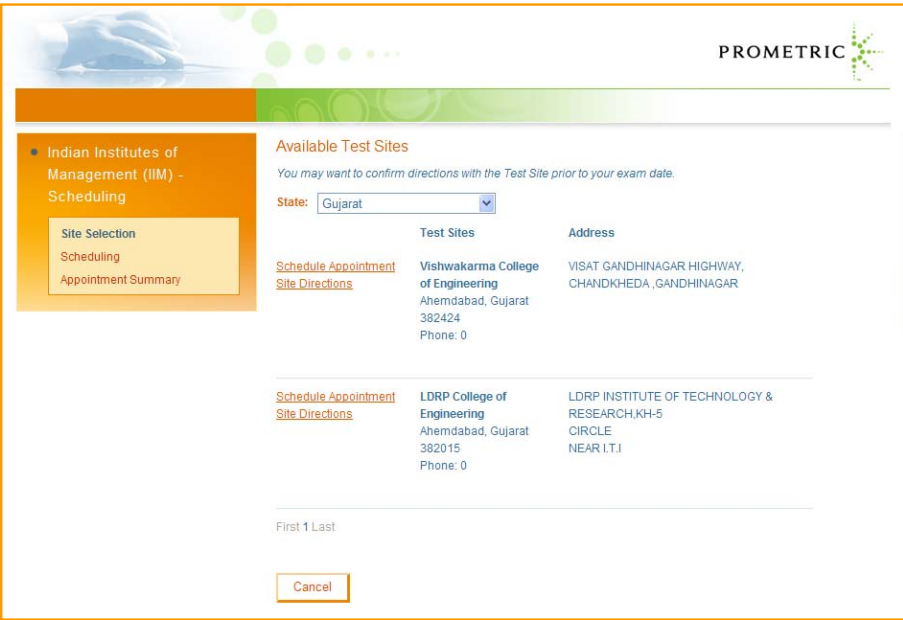 PROMETRIC
Indian Institutes of
Management (IIM) -
Scheduling
Site Selection
Scheduling
Appointment Summary
Available Test Sites
You may want to confirm directions with the Test Site prior to your exam date.
State: Gujarat
Test Sites Address
Schedule Appointment
Site Directions
Vishwakarma College
of Engineering
Ahemdabad, Gujarat
382424
Phone: 0
VISAT GANDHINAGAR HIGHWAY,
CHANDKHEDA ,GANDHINAGAR
Schedule Appointment
Site Directions
LDRP College of
Engineering
Ahemdabad, Gujarat
382015
Phone: 0
LDRP INSTITUTE OF TECHNOLOGY &
RESEARCH,KH-5
CIRCLE
NEAR I.T.I
First 1 Last
Cancel